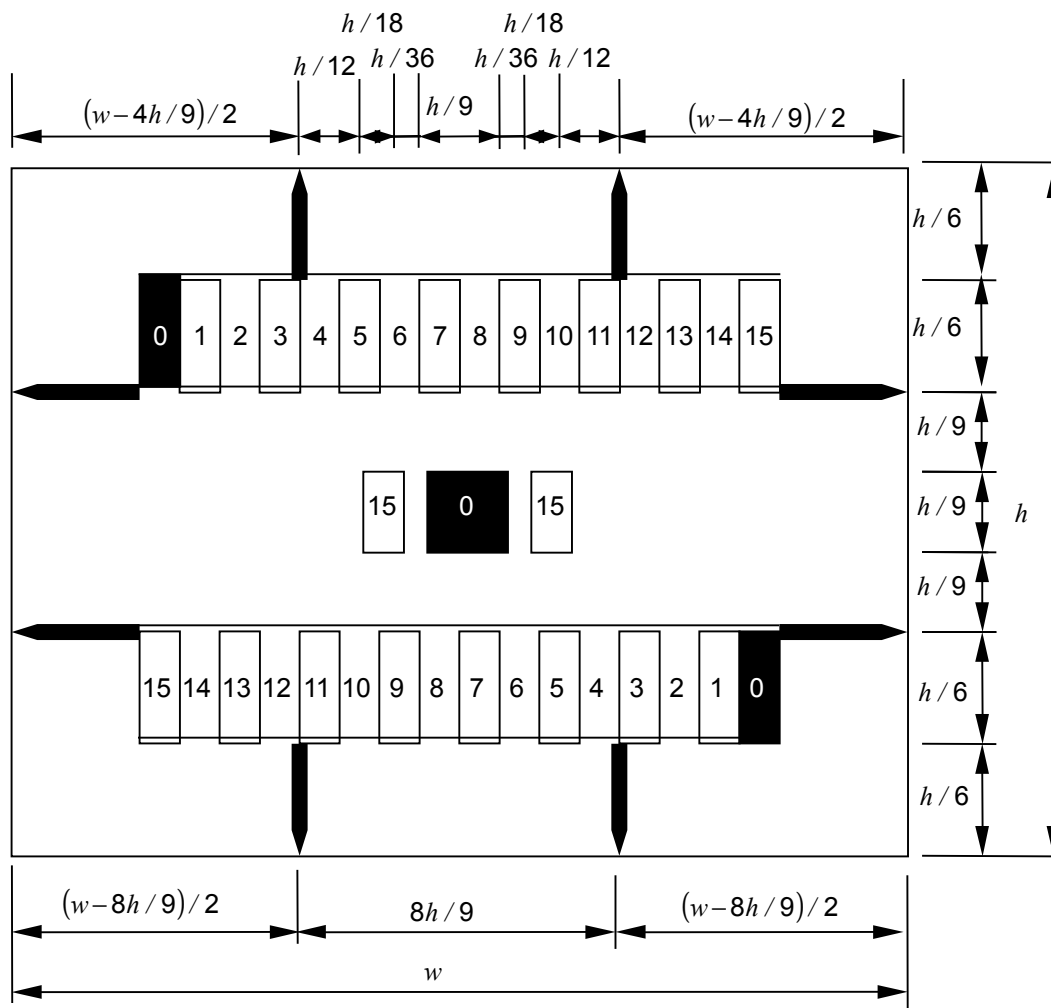 h / 18 h / 18
h / 12 h / 36 h / 36 h / 12
(w – 4h / 9) / 2 h / 9 (w – 4h / 9) / 2
h / 6
0 1 2 3 4 5 6 7 8 9 10 11 12 13 14 15 h / 6
h / 9
15 0 15 h / 9 h
h / 9
15 14 13 12 11 10 9 8 7 6 5 4 3 2 1 0 h / 6
h / 6
(w – 8h / 9) / 2 8h / 9 (w – 8h / 9) / 2
w